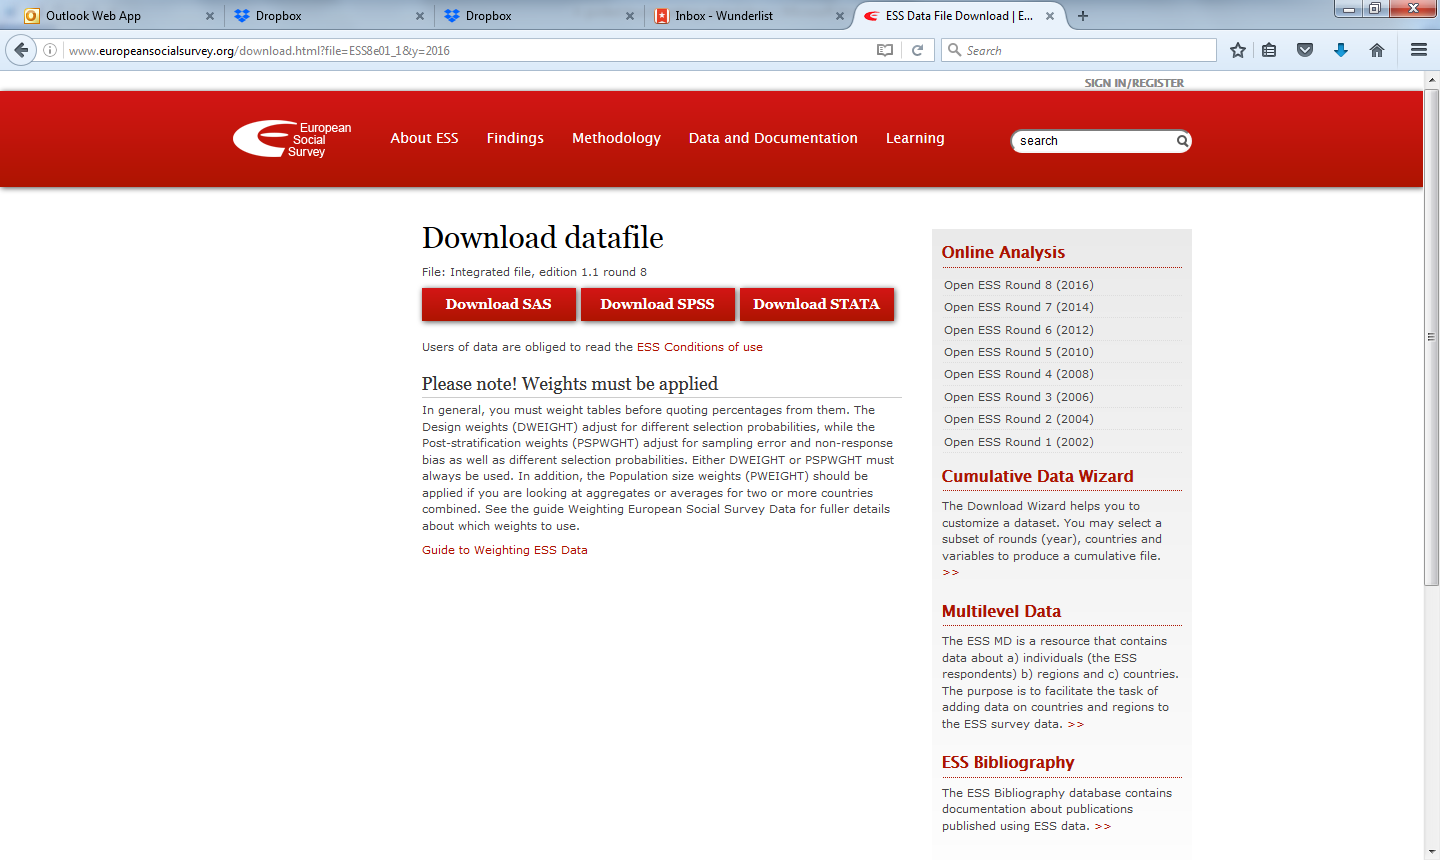 Outlook Web App
Dropbox
Dropbox
Inbox - Wunderlist
ESS Data File Download | E...
www.europeansocialsurvey.org/download.html?file=ESS8e01_1&y=2016
Search
SIGN IN/REGISTER
European
Social
Survey
About ESS
Findings
Methodology
Data and Documentation
Learning
search
Download datafile
File: Integrated file, edition 1.1 round 8
Download SAS
Download SPSS
Download STATA
Users of data are obliged to read the ESS Conditions of use
Please note! Weights must be applied
In general, you must weight tables before quoting percentages from them. The
Design weights (DWEIGHT) adjust for different selection probabilities, while the
Post-stratification weights (PSPWGHT) adjust for sampling error and non-response
bias as well as different selection probabilities. Either DWEIGHT or PSPWGHT must
always be used. In addition, the Population size weights (PWEIGHT) should be
applied if you are looking at aggregates or averages for two or more countries
combined. See the guide Weighting European Social Survey Data for fuller details
about which weights to use.
Guide to Weighting ESS Data
Online Analysis
Open ESS Round 8 (2016)
Open ESS Round 7 (2014)
Open ESS Round 6 (2012)
Open ESS Round 5 (2010)
Open ESS Round 4 (2008)
Open ESS Round 3 (2006)
Open ESS Round 2 (2004)
Open ESS Round 1 (2002)
Cumulative Data Wizard
The Download Wizard helps you to
customize a dataset. You may select a
subset of rounds (year), countries and
variables to produce a cumulative file.
>>
Multilevel Data
The ESS MD is a resource that contains
data about a) individuals (the ESS
respondents) b) regions and c) countries.
The purpose is to facilitate the task of
adding data on countries and regions to
the ESS survey data. >>
ESS Bibliography
The ESS Bibliography database contains
documentation about publications
published using ESS data. >>